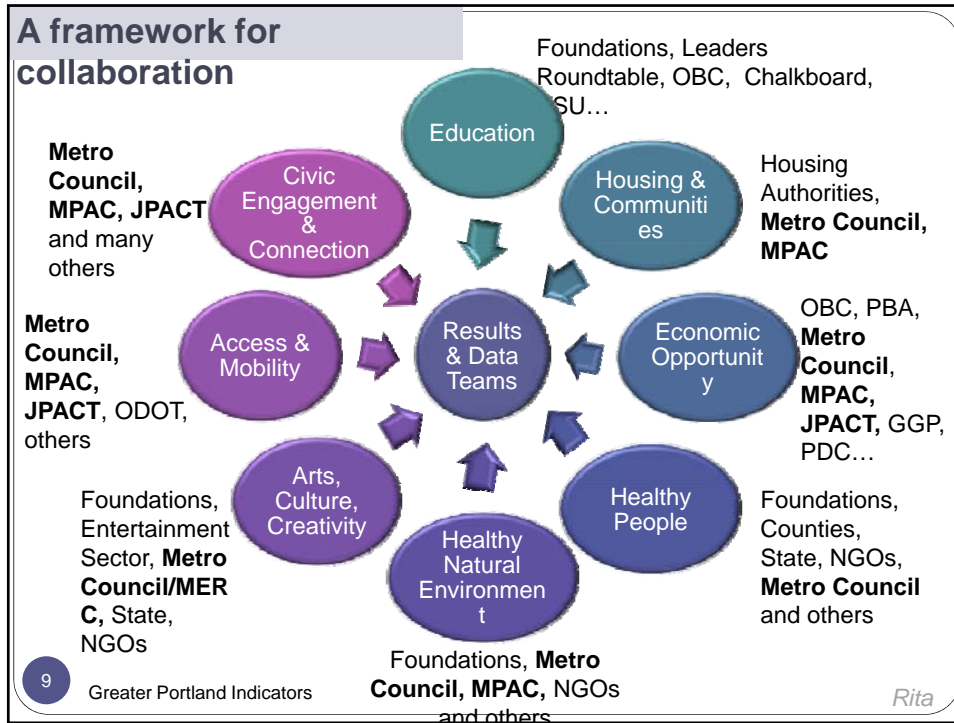 A framework for
collaboration
Foundations, Leaders
Roundtable, OBC, Chalkboard,
SU…
Education
Metro
Council,
MPAC, JPACT
and many
others
Civic
Engagement
&
Connection
Housing &
Communiti
es
Housing
Authorities,
Metro Council,
MPAC
Metro
Council,
MPAC,
JPACT, ODOT,
others
Access &
Mobility
Results
& Data
Teams
Economic
Opportunit
y
OBC, PBA,
Metro
Council,
MPAC,
JPACT, GGP,
PDC…
Foundations,
Entertainment
Sector, Metro
Council/MER
C, State,
NGOs
Arts,
Culture,
Creativity
Healthy
Natural
Environmen
t
Healthy
People
Foundations,
Counties,
State, NGOs,
Metro Council
and others
Foundations, Metro
Council, MPAC, NGOs
and others
9
Greater Portland Indicators
Rita